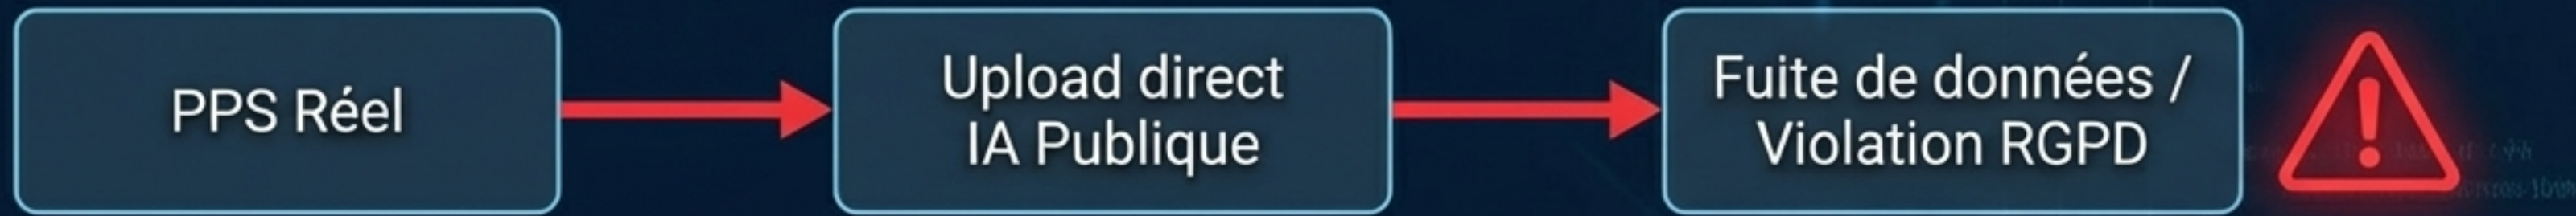 PPS Réel
Upload direct
IA Publique
Fuite de données /
Violation RGPD